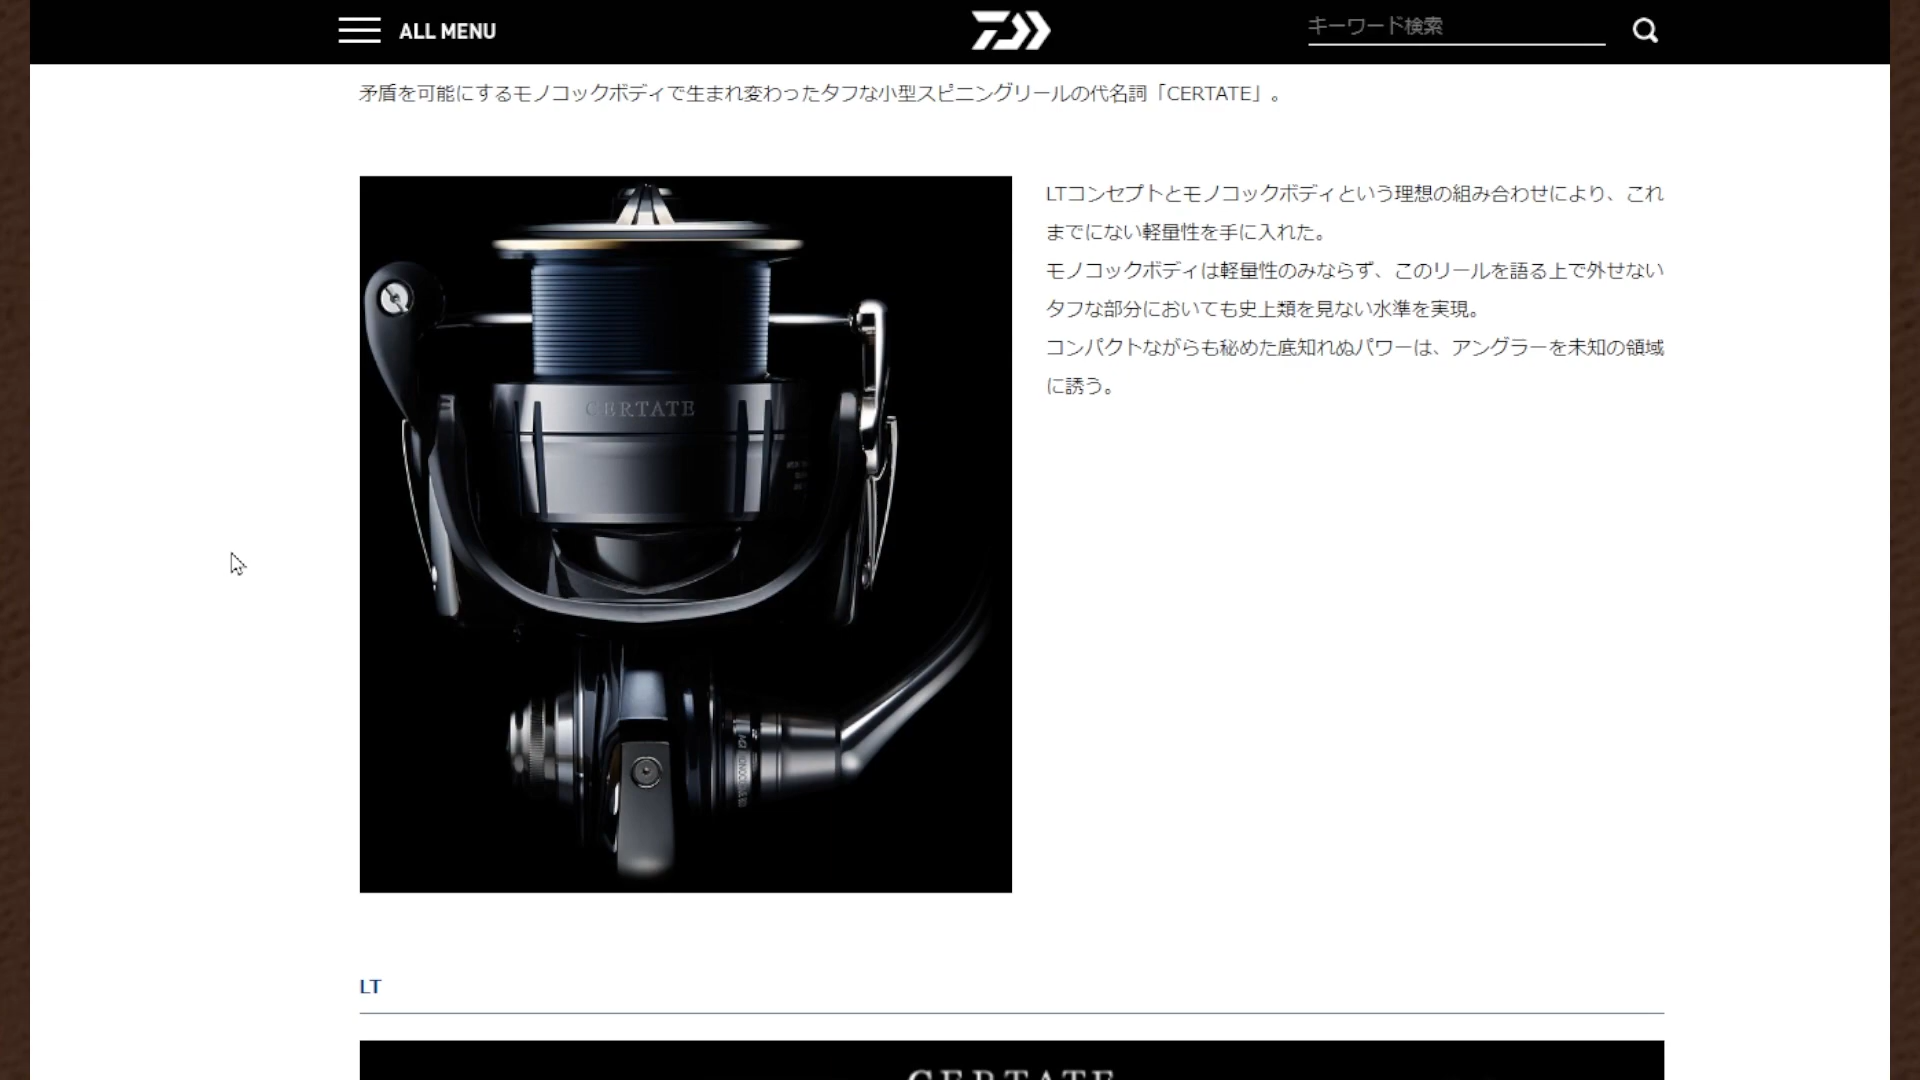 ALL MENU
キーワード検索
矛盾を可能にするモノコックボディで生まれ変わったタフな小型スピニングリールの代名詞「CERTATE」。
LTコンセプトとモノコックボディという理想の組み合わせにより、これ
までにない軽量性を手に入れた。
モノコックボディは軽量性のみならず、このリールを語る上で外せない
タフな部分においても史上類を見ない水準を実現。
コンパクトながらも秘めた底知れぬパワーは、アングラーを未知の領域
に誘う。
CERTATE
LT
CERTATE